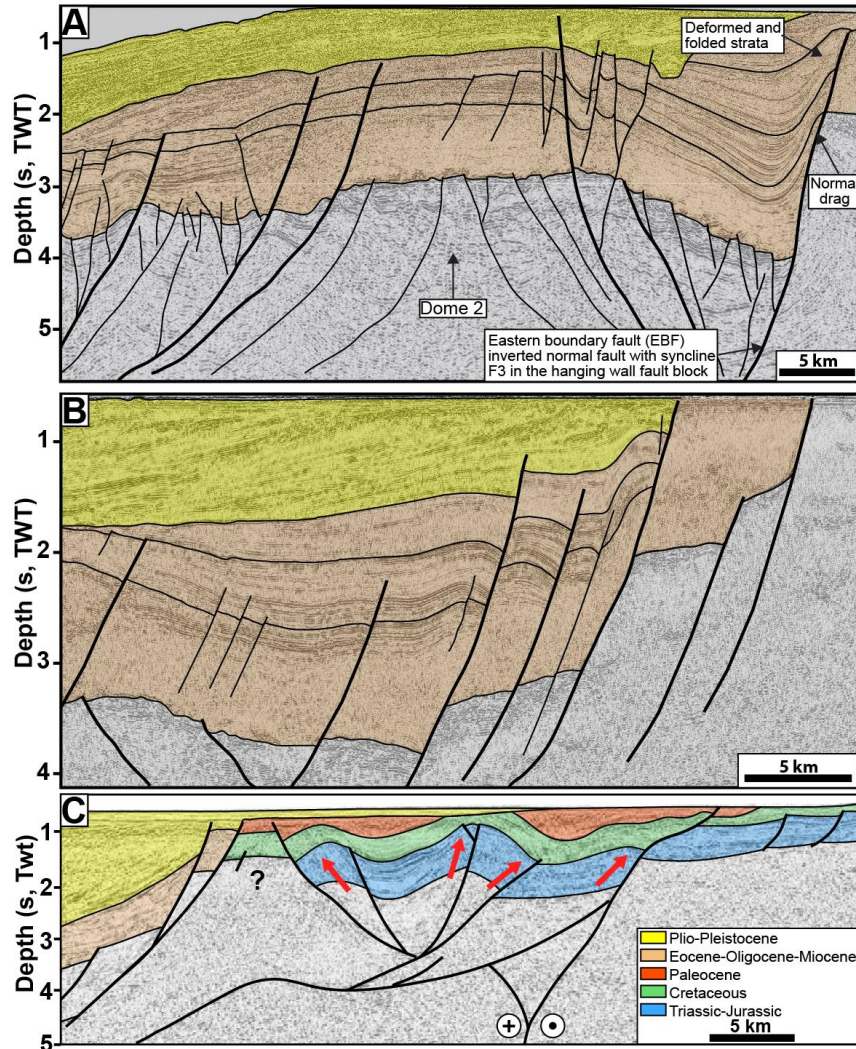 A
Depth (s, TWT)
1
2
3
4
5
Deformed and
folded strata
Normal
drag
Dome 2
Eastern boundary fault (EBF)
inverted normal fault with syncline
F3 in the hanging wall fault block
5 km
B
Depth (s, TWT)
1
2
3
4
5 km
C
Depth (s, Twt)
1
2
3
4
5
?
+
Plio-Pleistocene
Eocene-Oligocene-Miocene
Paleocene
Cretaceous
Triassic-Jurassic
5 km